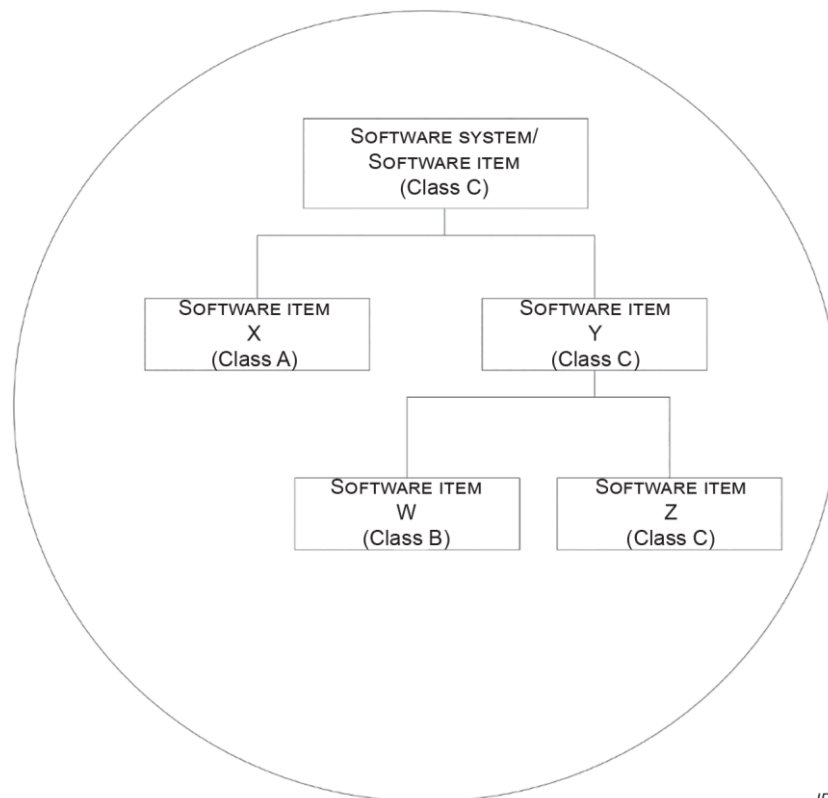 SOFTWARE SYSTEM/
SOFTWARE ITEM
(Class C)
SOFTWARE ITEM
X
(Class A)
SOFTWARE ITEM
Y
(Class C)
SOFTWARE ITEM
W
(Class B)
SOFTWARE ITEM
Z
(Class C)